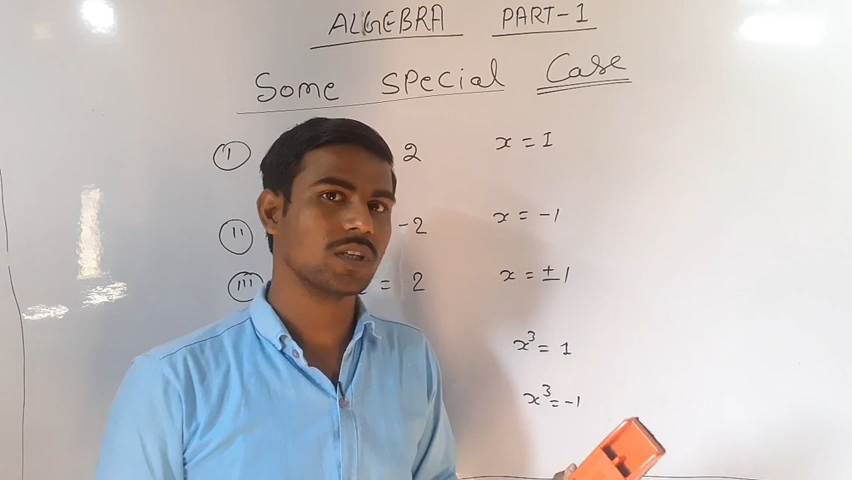 ALGEBRA PART-1
Some Special Case
I 2 x = 1
II -2 x = -1
III = 2 x = ±1
x³ = 1
x³ = -1